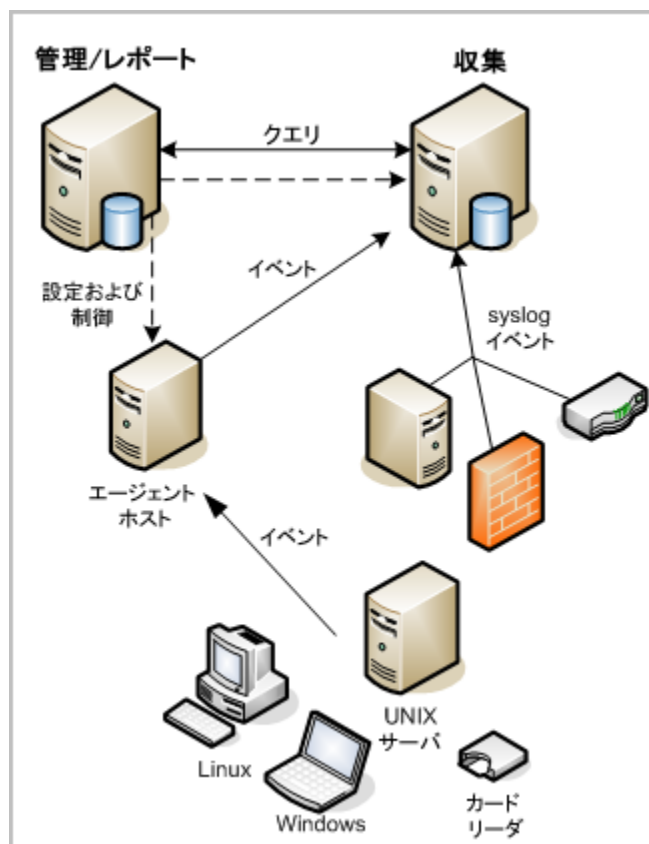 管理/レポート
収集
クエリ
イベント
設定および
制御
syslog
イベント
エージェント
ホスト
イベント
UNIX
サーバ
Linux
Windows
カード
リーダ